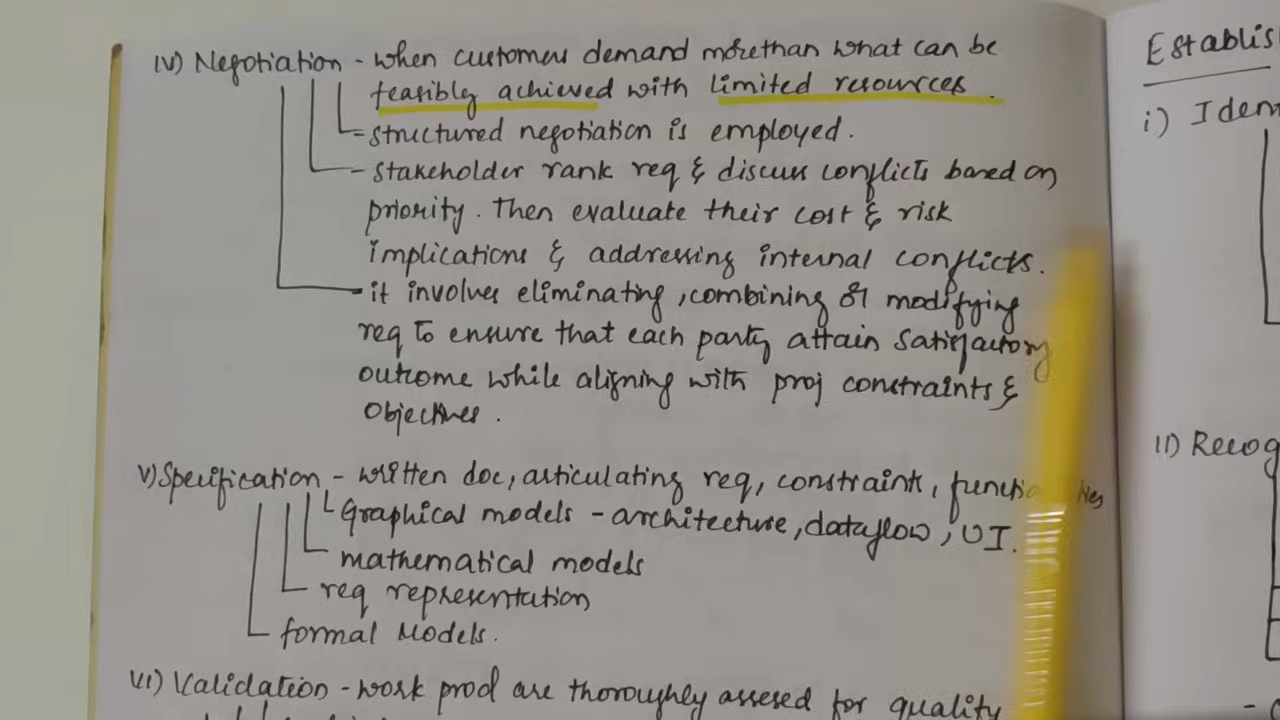 iv) Negotiation - when customers demand more than what can be
feasibly achieved with limited resources.
- structured negotiation is employed.
- stakeholder rank req & discuss conflicts based on
priority. Then evaluate their cost & risk
implications & addressing internal conflicts.
- it involves eliminating, combining or modifying
req to ensure that each party attain satisfactory
outcome while aligning with proj constraints &
objectives.
v) Specification - written doc, articulating req, constraints,
Graphical models - architecture, dataflow, UI.
mathematical models
req representation
formal Models.
vi) Validation - work prod are thoroughly assesed for quality
Establis
i) Iden
ii) Recog